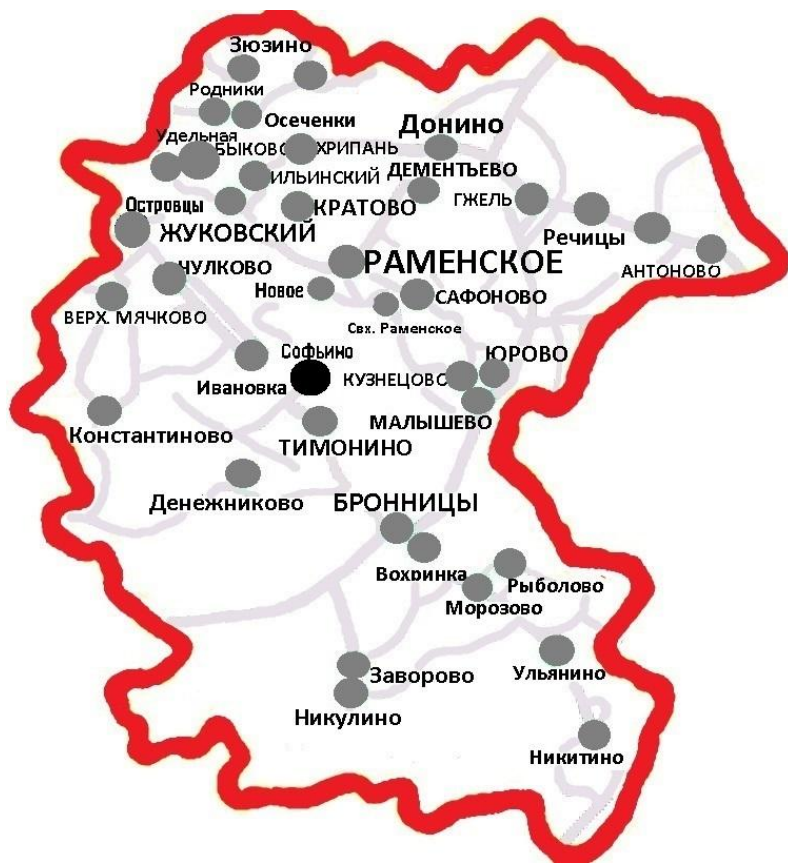 Зюзино
Родники
Осеченки
Удельная
БЫКОВО
ХРИПАНЬ
Донино
ИЛЬИНСКИЙ
ДЕМЕНТЬЕВО
Островцы
КРАТОВО
ГЖЕЛЬ
ЖУКОВСКИЙ
Речицы
ЧУЛКОВО
РАМЕНСКОЕ
АНТОНОВО
Новое
САФОНОВО
ВЕРХ. МЯЧКОВО
Свх. Раменское
Софьино
ЮРОВО
Ивановка
КУЗНЕЦОВО
Константиново
МАЛЫШЕВО
ТИМОНИНО
Денежниково
БРОННИЦЫ
Вохринка
Рыболово
Морозово
Заворово
Ульянино
Никулино
Никитино